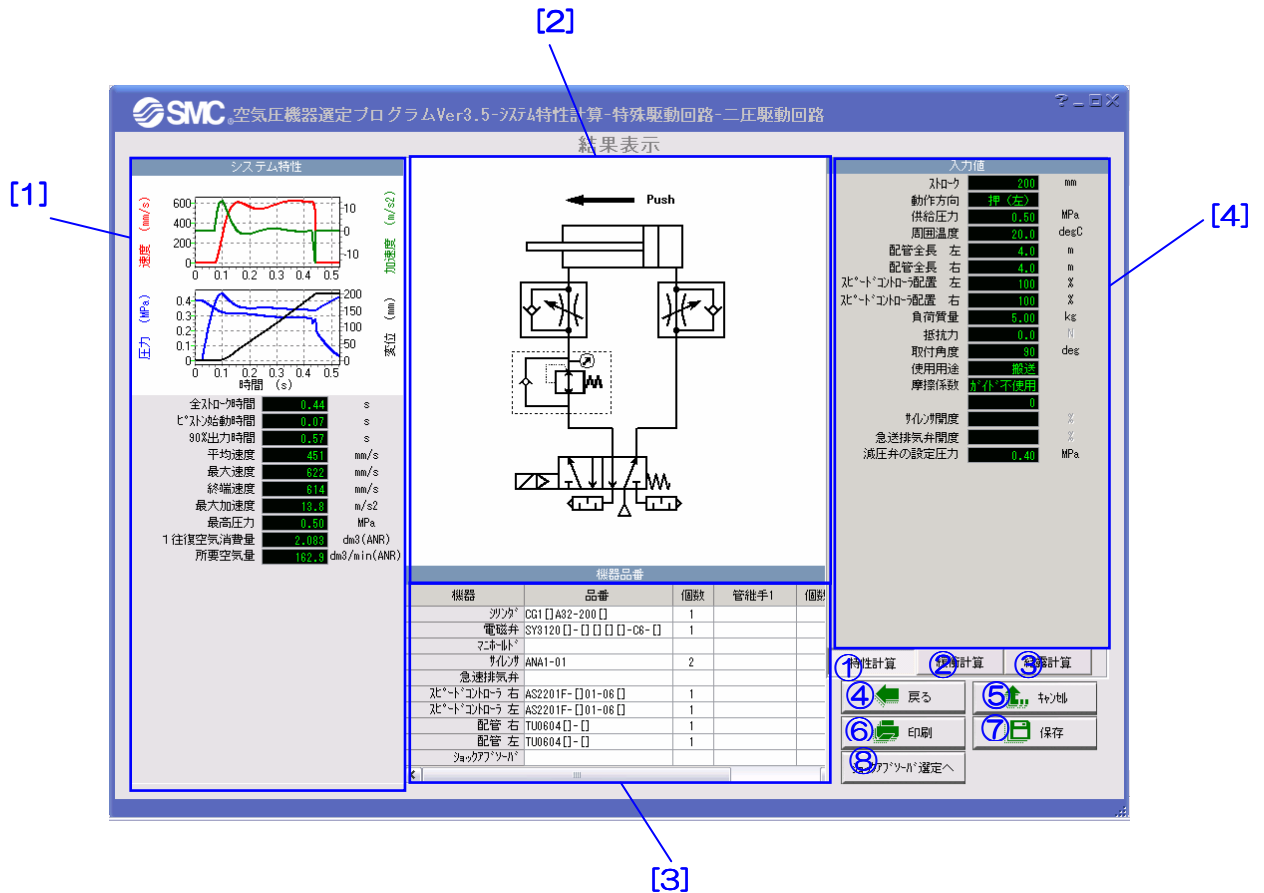 [2]
SMC 空気圧機器選定プログラムVer3.5-システム特性計算-特殊駆動回路-二圧駆動回路
結果表示
[1]
システム特性
速度 (mm/s)
600
400
200
0
10
0
-10
加速度 (m/s2)
0 0.1 0.2 0.3 0.4 0.5
圧力 (MPa)
0.4
0.3
0.2
0.1
0
200
150
100
50
0
変位 (mm)
0 0.1 0.2 0.3 0.4 0.5
時間 (s)
全ストローク時間 0.44 s
ピストン始動時間 0.07 s
90%出力時間 0.57 s
平均速度 451 mm/s
最大速度 622 mm/s
終端速度 614 mm/s
最大加速度 13.8 m/s2
最高圧力 0.50 MPa
1往復空気消費量 2.083 dm3(ANR)
所要空気量 162.9 dm3/min(ANR)
Push
機器品番
機器 品番 個数 管継手1 個数
シリンダ CG1[]A32-200[] 1
電磁弁 SY3120[]-[][][][]-C6-[] 1
マニホールド
サイレンサ ANA1-01 2
急速排気弁
スピードコントローラ 右 AS2201F-[]01-06[] 1
スピードコントローラ 左 AS2201F-[]01-06[] 1
配管 右 TU0604[]-[] 1
配管 左 TU0604[]-[] 1
ショックアブソーバ
[3]
入力値
ストローク 200 mm
動作方向 押 (左)
供給圧力 0.50 MPa
周囲温度 20.0 degC
配管全長 左 4.0 m
配管全長 右 4.0 m
スピードコントローラ配置 左 100 %
スピードコントローラ配置 右 100 %
負荷質量 5.00 kg
抵抗力 0.0 N
取付角度 90 deg
使用用途 搬送
摩擦係数 ガイド不使用
0
サイレンサ開度 %
急送排気弁開度 %
減圧弁の設定圧力 0.40 MPa
[4]
① 特性計算 ② 計算 ③ 計算
④ 戻る ⑤ キャンセル
⑥ 印刷 ⑦ 保存
⑧ ショックアブソーバ選定へ